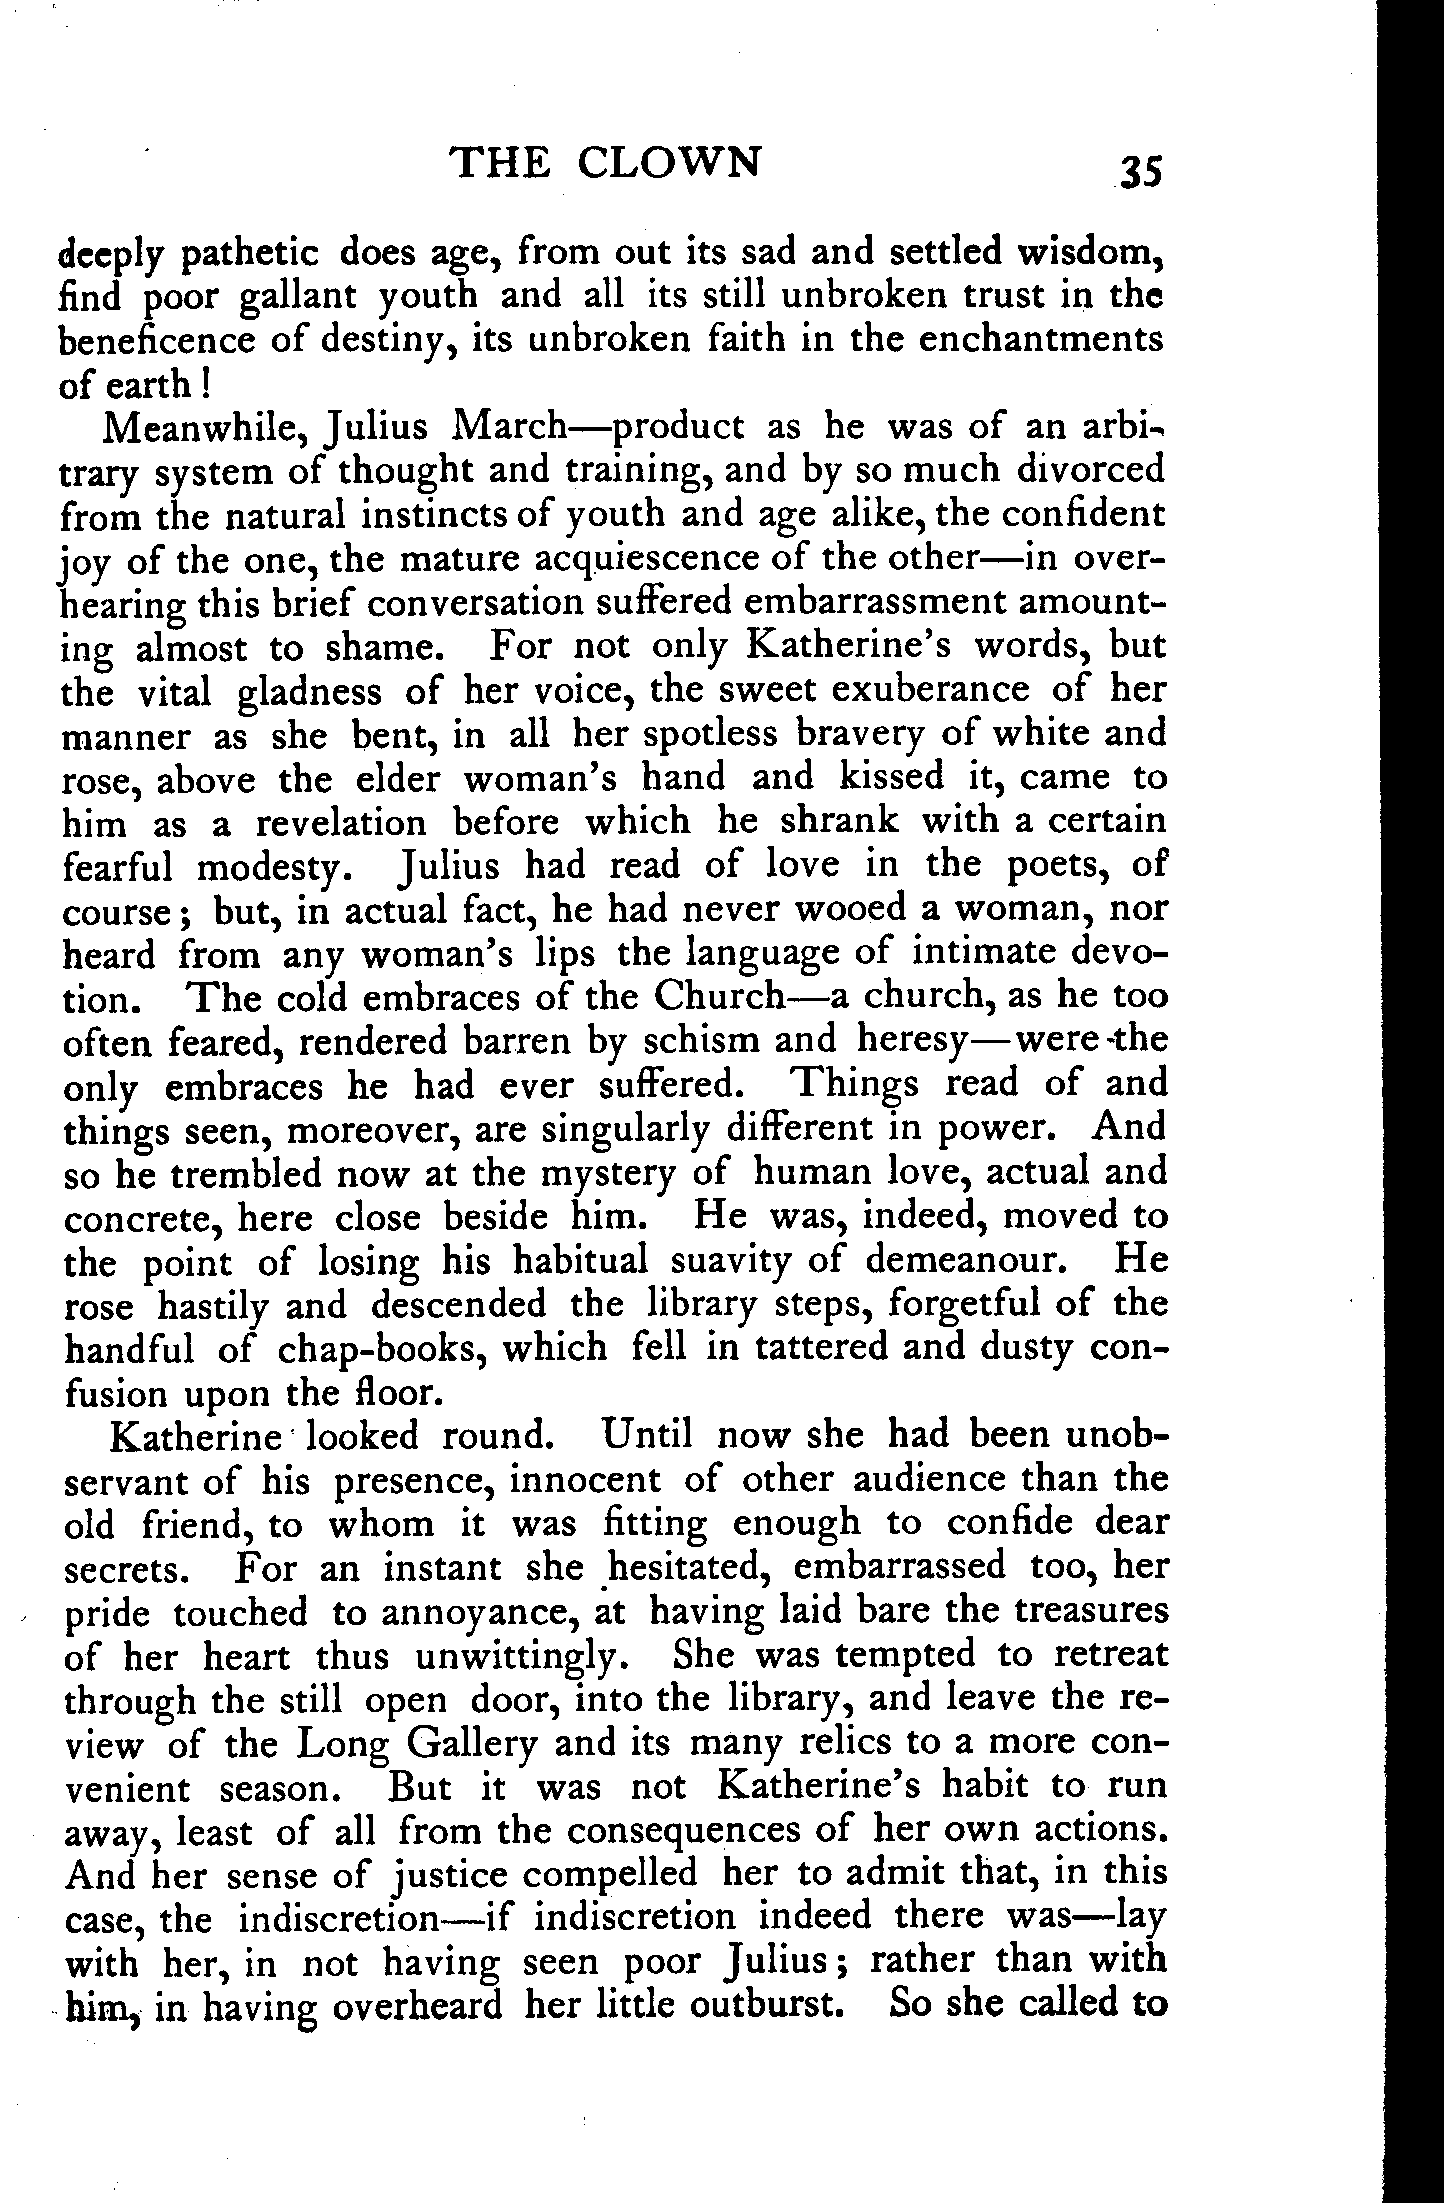 THE CLOWN 35
deeply pathetic does age, from out its sad and settled wisdom,
find poor gallant youth and all its still unbroken trust in the
beneficence of destiny, its unbroken faith in the enchantments
of earth!
Meanwhile, Julius March—product as he was of an arbi-
trary system of thought and training, and by so much divorced
from the natural instincts of youth and age alike, the confident
joy of the one, the mature acquiescence of the other—in over-
hearing this brief conversation suffered embarrassment amount-
ing almost to shame. For not only Katherine's words, but
the vital gladness of her voice, the sweet exuberance of her
manner as she bent, in all her spotless bravery of white and
rose, above the elder woman's hand and kissed it, came to
him as a revelation before which he shrank with a certain
fearful modesty. Julius had read of love in the poets, of
course; but, in actual fact, he had never wooed a woman, nor
heard from any woman's lips the language of intimate devo-
tion. The cold embraces of the Church—a church, as he too
often feared, rendered barren by schism and heresy—were the
only embraces he had ever suffered. Things read of and
things seen, moreover, are singularly different in power. And
so he trembled now at the mystery of human love, actual and
concrete, here close beside him. He was, indeed, moved to
the point of losing his habitual suavity of demeanour. He
rose hastily and descended the library steps, forgetful of the
handful of chap-books, which fell in tattered and dusty con-
fusion upon the floor.
Katherine looked round. Until now she had been unob-
servant of his presence, innocent of other audience than the
old friend, to whom it was fitting enough to confide dear
secrets. For an instant she hesitated, embarrassed too, her
pride touched to annoyance, at having laid bare the treasures
of her heart thus unwittingly. She was tempted to retreat
through the still open door, into the library, and leave the re-
view of the Long Gallery and its many relics to a more con-
venient season. But it was not Katherine's habit to run
away, least of all from the consequences of her own actions.
And her sense of justice compelled her to admit that, in this
case, the indiscretion—if indiscretion indeed there was—lay
with her, in not having seen poor Julius; rather than with
him, in having overheard her little outburst. So she called to